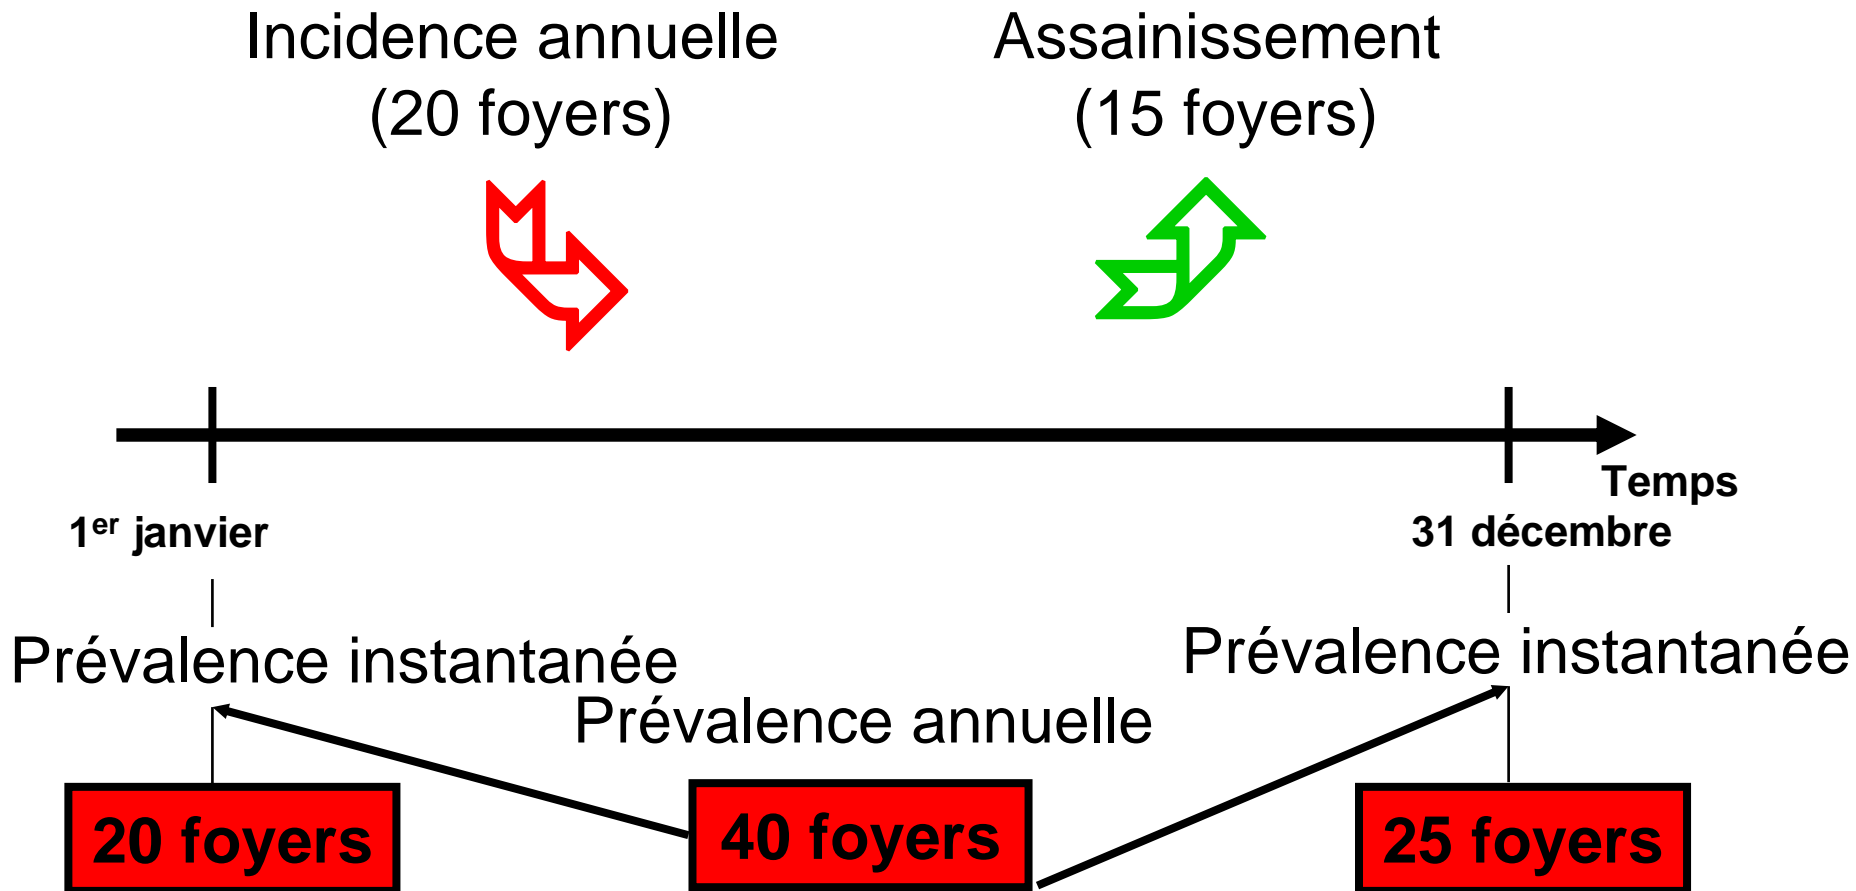 Incidence annuelle
(20 foyers)
Assainissement
(15 foyers)
Temps
1er janvier
31 décembre
Prévalence instantanée
Prévalence instantanée
Prévalence annuelle
20 foyers
40 foyers
25 foyers